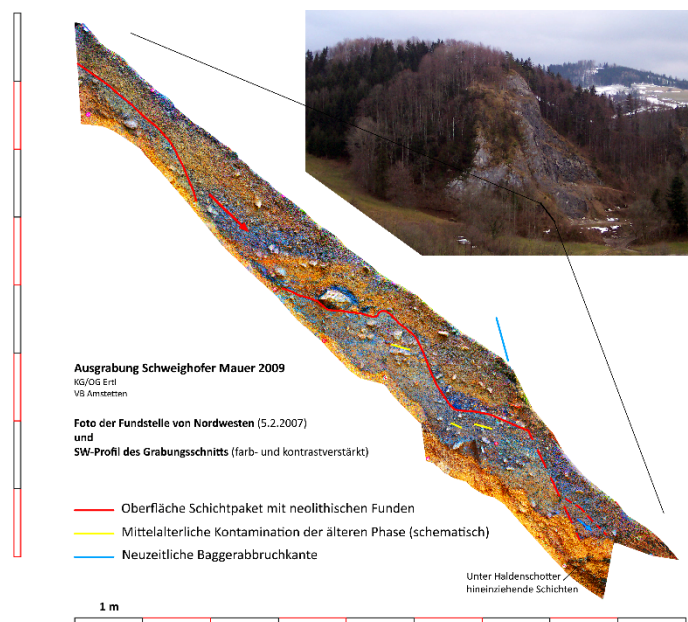 Ausgrabung Schweighofer Mauer 2009
KG/OG Ertl
VB Amstetten
Foto der Fundstelle von Nordwesten (5.2.2007)
und
SW-Profil des Grabungsschnitts (farb- und kontrastverstärkt)
Oberfläche Schichtpaket mit neolithischen Funden
Mittelalterliche Kontamination der älteren Phase (schematisch)
Neuzeitliche Baggerabbruchkante
Unter Haldenschotter
hineinziehende Schichten
1 m